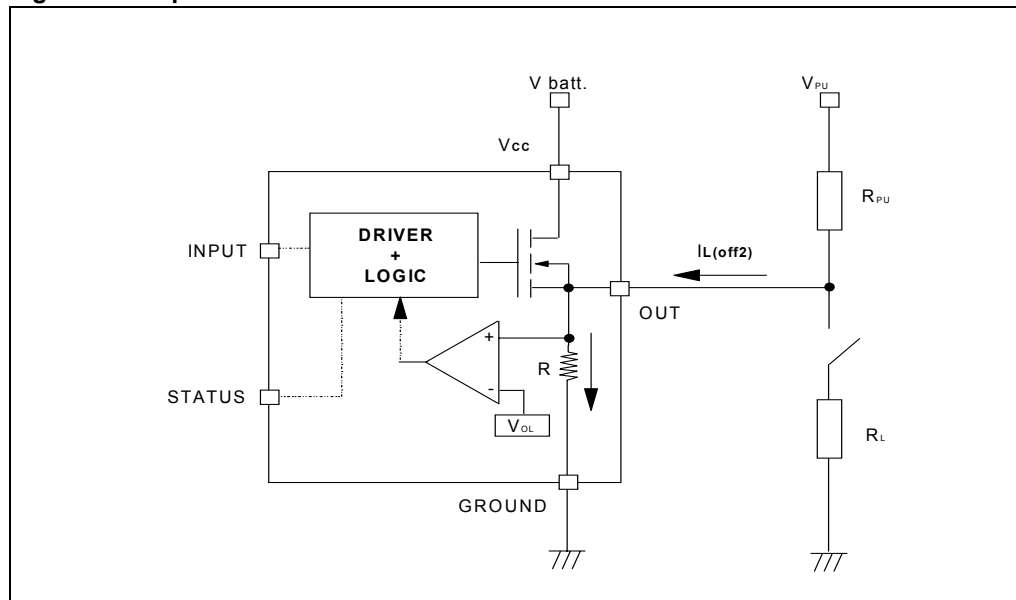 V batt.
VPU
Vcc
RPU
INPUT
DRIVER
+
LOGIC
IL(off2)
OUT
+
R
-
STATUS
VOL
RL
GROUND